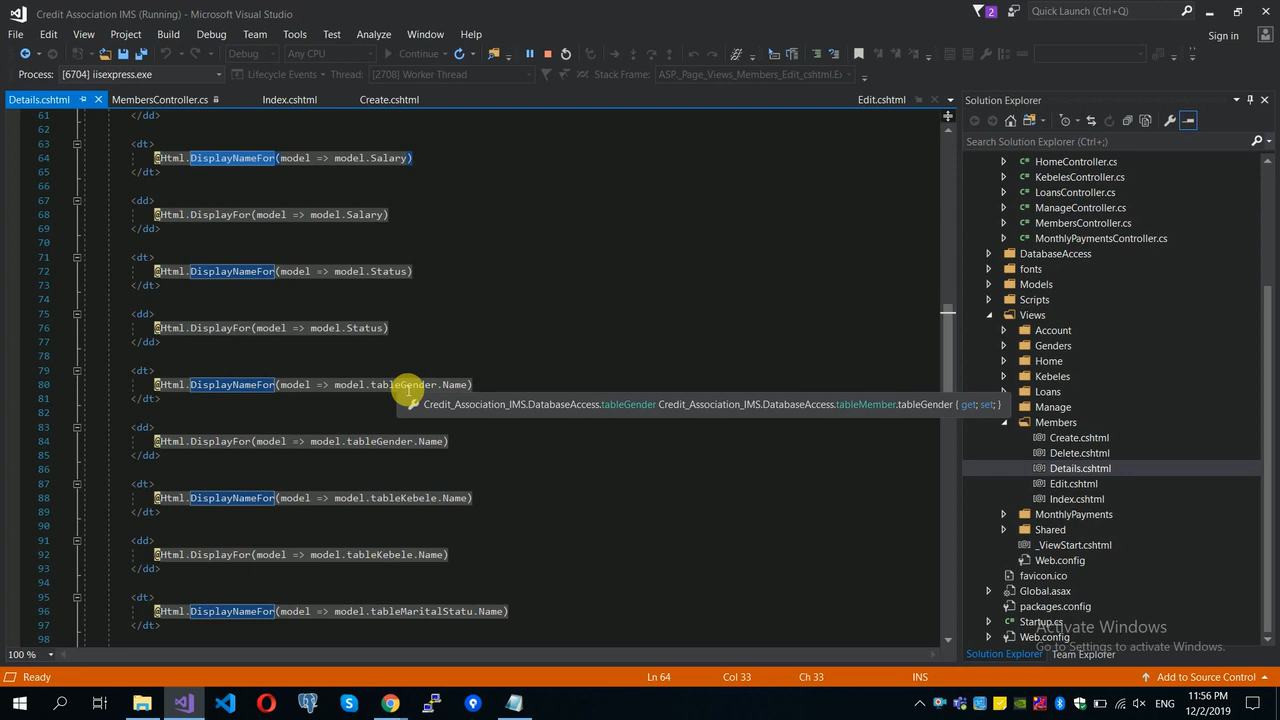 Credit Association IMS (Running) - Microsoft Visual Studio
2
Quick Launch (Ctrl+Q)
File Edit View Project Build Debug Team Tools Test Analyze Window Help
Sign in
Debug Any CPU Continue
Process: [6704] iisexpress.exe Lifecycle Events Thread: [2708] Worker Thread Stack Frame: ASP._Page_Views_Members_Edit_cshtml.E
Details.cshtml MembersController.cs Index.cshtml Create.cshtml Edit.cshtml
61 </dd>
62
63 <dt>
64 @Html.DisplayNameFor(model => model.Salary)
65 </dt>
66
67 <dd>
68 @Html.DisplayFor(model => model.Salary)
69 </dd>
70
71 <dt>
72 @Html.DisplayNameFor(model => model.Status)
73 </dt>
74
75 <dd>
76 @Html.DisplayFor(model => model.Status)
77 </dd>
78
79 <dt>
80 @Html.DisplayNameFor(model => model.tableGender.Name)
81 </dt>
Credit_Association_IMS.DatabaseAccess.tableGender Credit_Association_IMS.DatabaseAccess.tableMember.tableGender { get; set; }
82
83 <dd>
84 @Html.DisplayFor(model => model.tableGender.Name)
85 </dd>
86
87 <dt>
88 @Html.DisplayNameFor(model => model.tableKebele.Name)
89 </dt>
90
91 <dd>
92 @Html.DisplayFor(model => model.tableKebele.Name)
93 </dd>
94
95 <dt>
96 @Html.DisplayNameFor(model => model.tableMaritalStatu.Name)
97 </dt>
98
100 %
Solution Explorer
Search Solution Explorer (Ctrl+;)
HomeController.cs
KebelesController.cs
LoansController.cs
ManageController.cs
MembersController.cs
MonthlyPaymentsController.cs
DatabaseAccess
fonts
Models
Scripts
Views
Account
Genders
Home
Kebeles
Loans
Manage
Members
Create.cshtml
Delete.cshtml
Details.cshtml
Edit.cshtml
Index.cshtml
MonthlyPayments
Shared
_ViewStart.cshtml
Web.config
favicon.ico
Global.asax
packages.config
Startup.cs
Web.config
Activate Windows
Go to Settings to activate Windows.
Solution Explorer Team Explorer
Ready Ln 64 Col 33 Ch 33 INS Add to Source Control
11:56 PM
12/2/2019